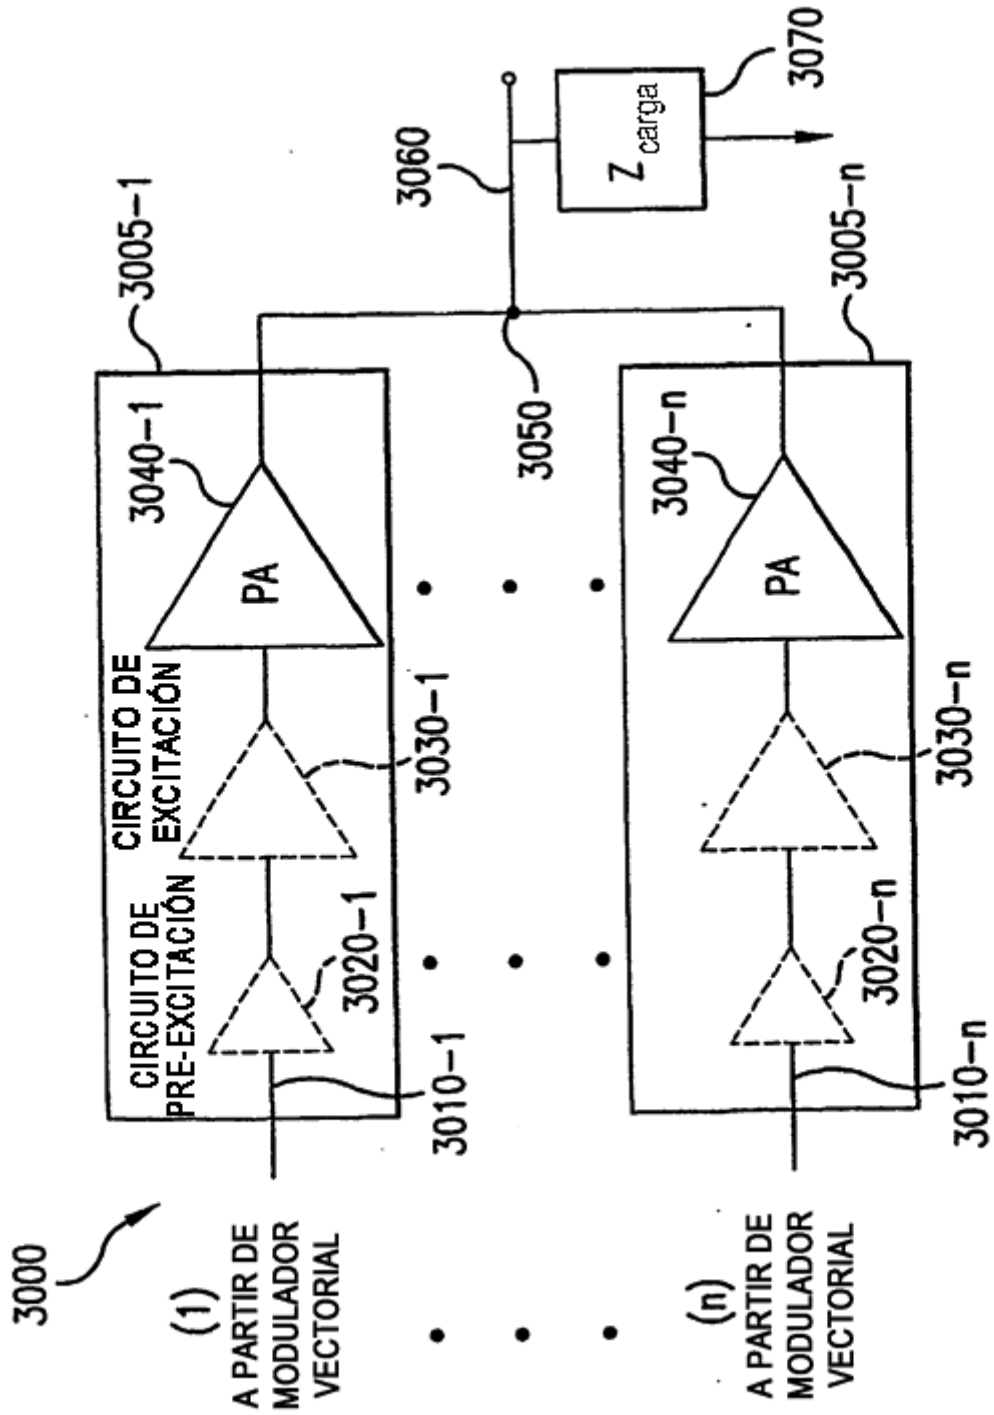 3000
(1)
A PARTIR DE
MODULADOR
VECTORIAL
3010-1
CIRCUITO DE
PRE-EXCITACIÓN
3020-1
CIRCUITO DE
EXCITACIÓN
3030-1
PA
3040-1
3005-1
3050
3060
Z carga
3070
(n)
A PARTIR DE
MODULADOR
VECTORIAL
3010-n
3020-n
3030-n
PA
3040-n
3005-n